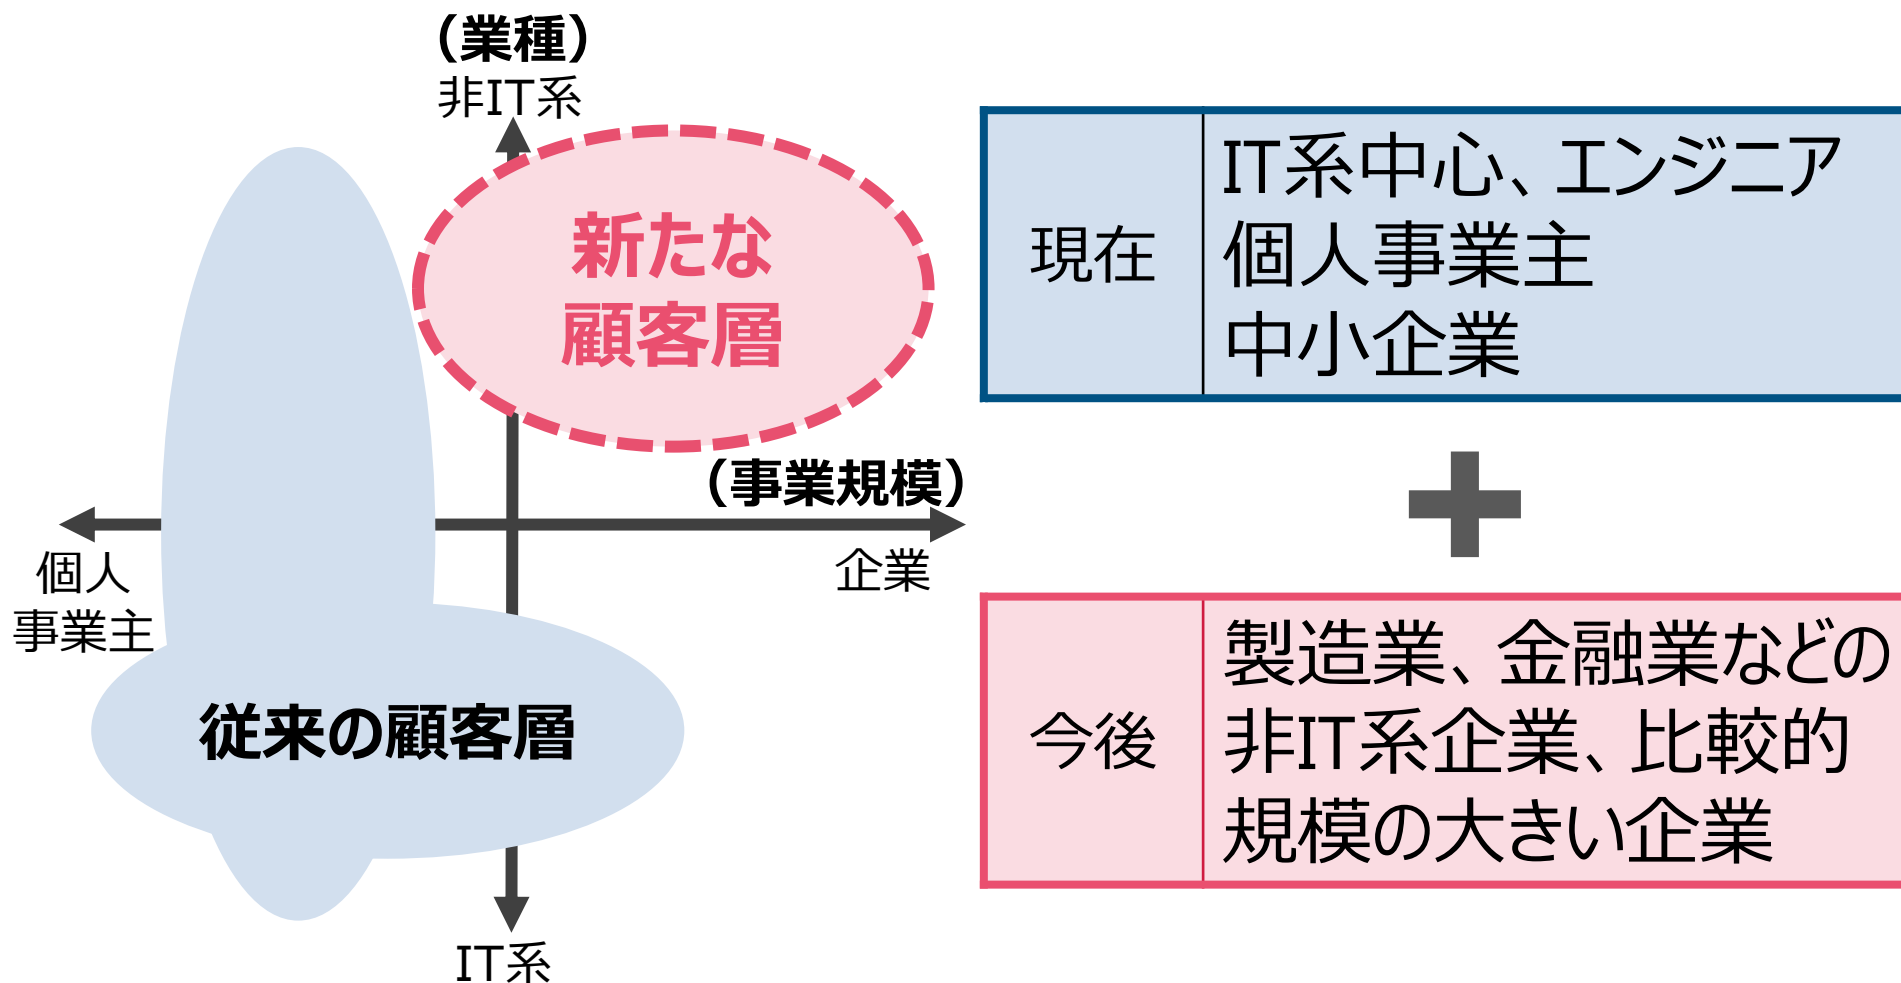 （業種）
非IT系
新たな
顧客層
（事業規模）
個人
事業主
企業
従来の顧客層
IT系
現在
IT系中心、エンジニア
個人事業主
中小企業
今後
製造業、金融業などの
非IT系企業、比較的
規模の大きい企業